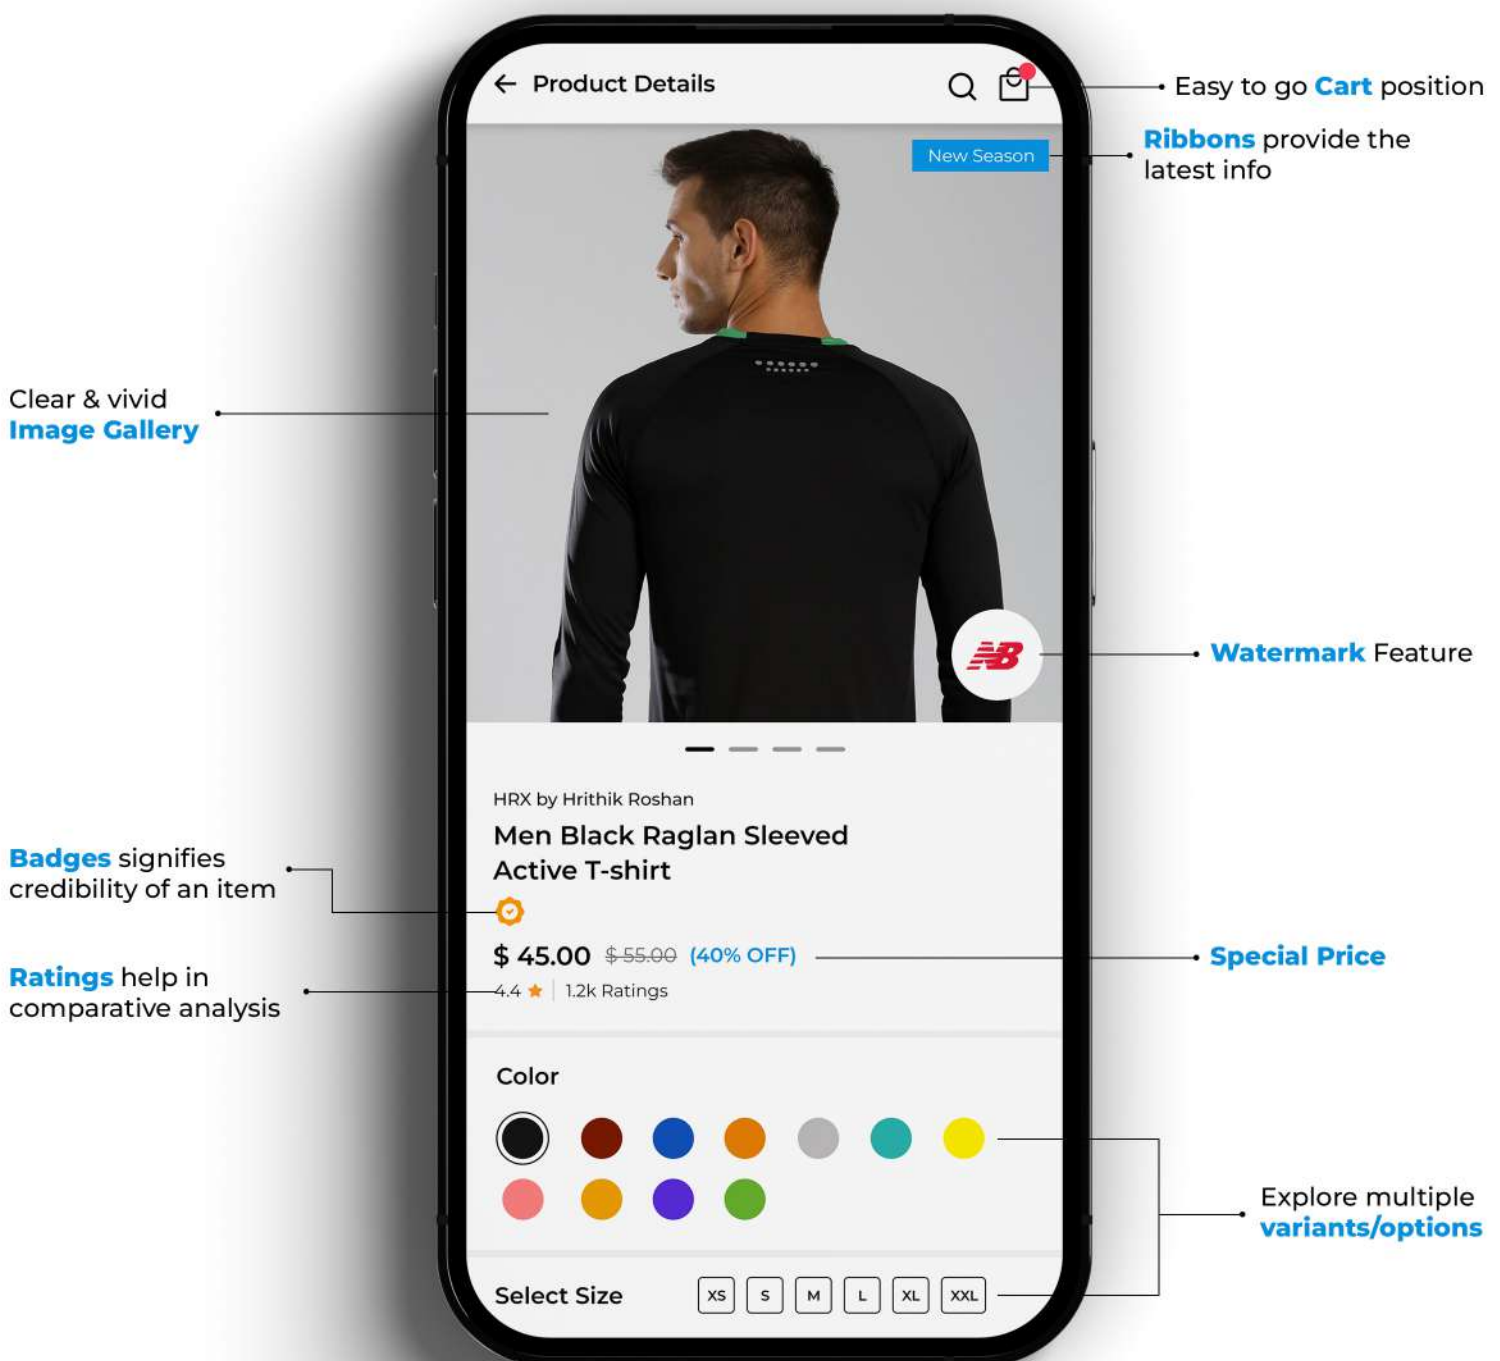 Product Details
Easy to go Cart position
New Season
Ribbons provide the
latest info
Clear & vivid
Image Gallery
NB
Watermark Feature
HRX by Hrithik Roshan
Men Black Raglan Sleeved
Active T-shirt
Badges signifies
credibility of an item
$ 45.00 $ 55.00 (40% OFF)
Special Price
Ratings help in
comparative analysis
4.4 | 1.2k Ratings
Color
Explore multiple
variants/options
Select Size XS S M L XL XXL